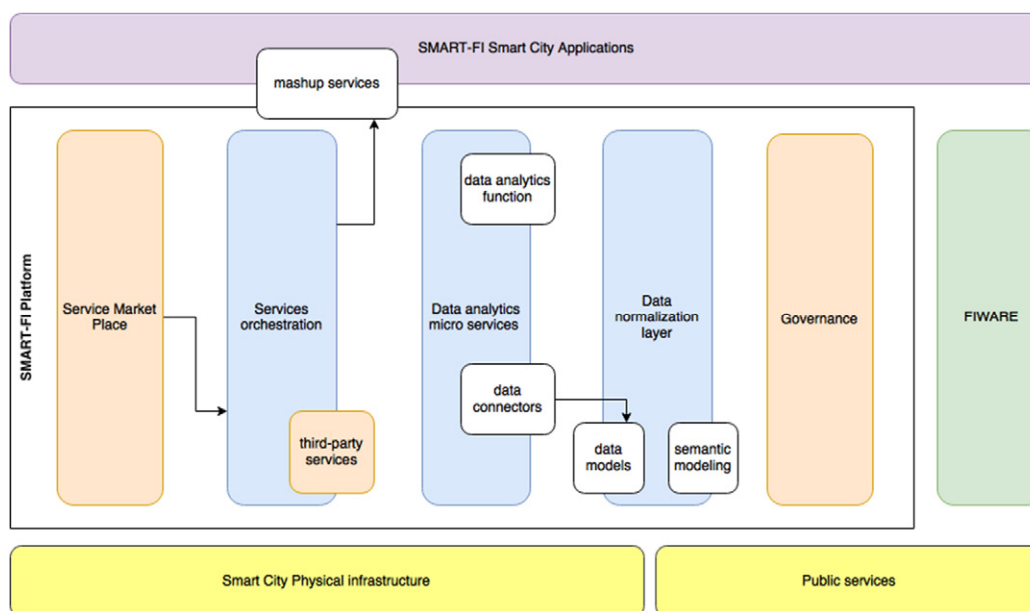 SMART-FI Smart City Applications
mashup services
SMART-FI Platform
data analytics
function
Service Market
Place
Services
orchestration
Data analytics
micro services
Data
normalization
layer
Governance
FIWARE
data
connectors
third-party
services
data
models
semantic
modeling
Smart City Physical infrastructure
Public services